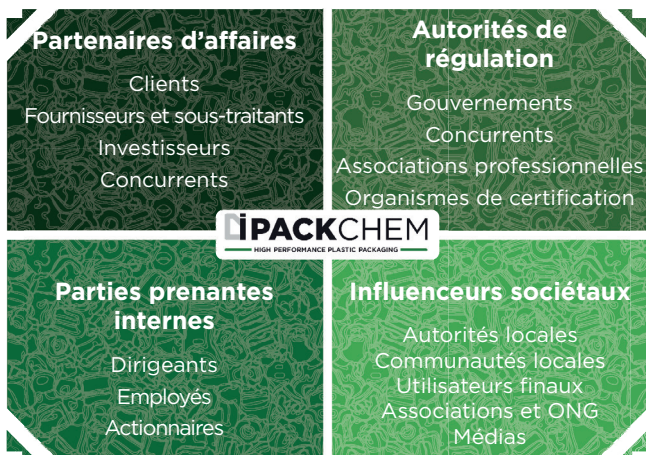 Partenaires d’affaires
Clients
Fournisseurs et sous-traitants
Investisseurs
Concurrents
Autorités de
régulation
Gouvernements
Concurrents
Associations professionnelles
Organismes de certification
iPACKCHEM
HIGH PERFORMANCE PLASTIC PACKAGING
Parties prenantes
internes
Dirigeants
Employés
Actionnaires
Influenceurs sociétaux
Autorités locales
Communautés locales
Utilisateurs finaux
Associations et ONG
Médias